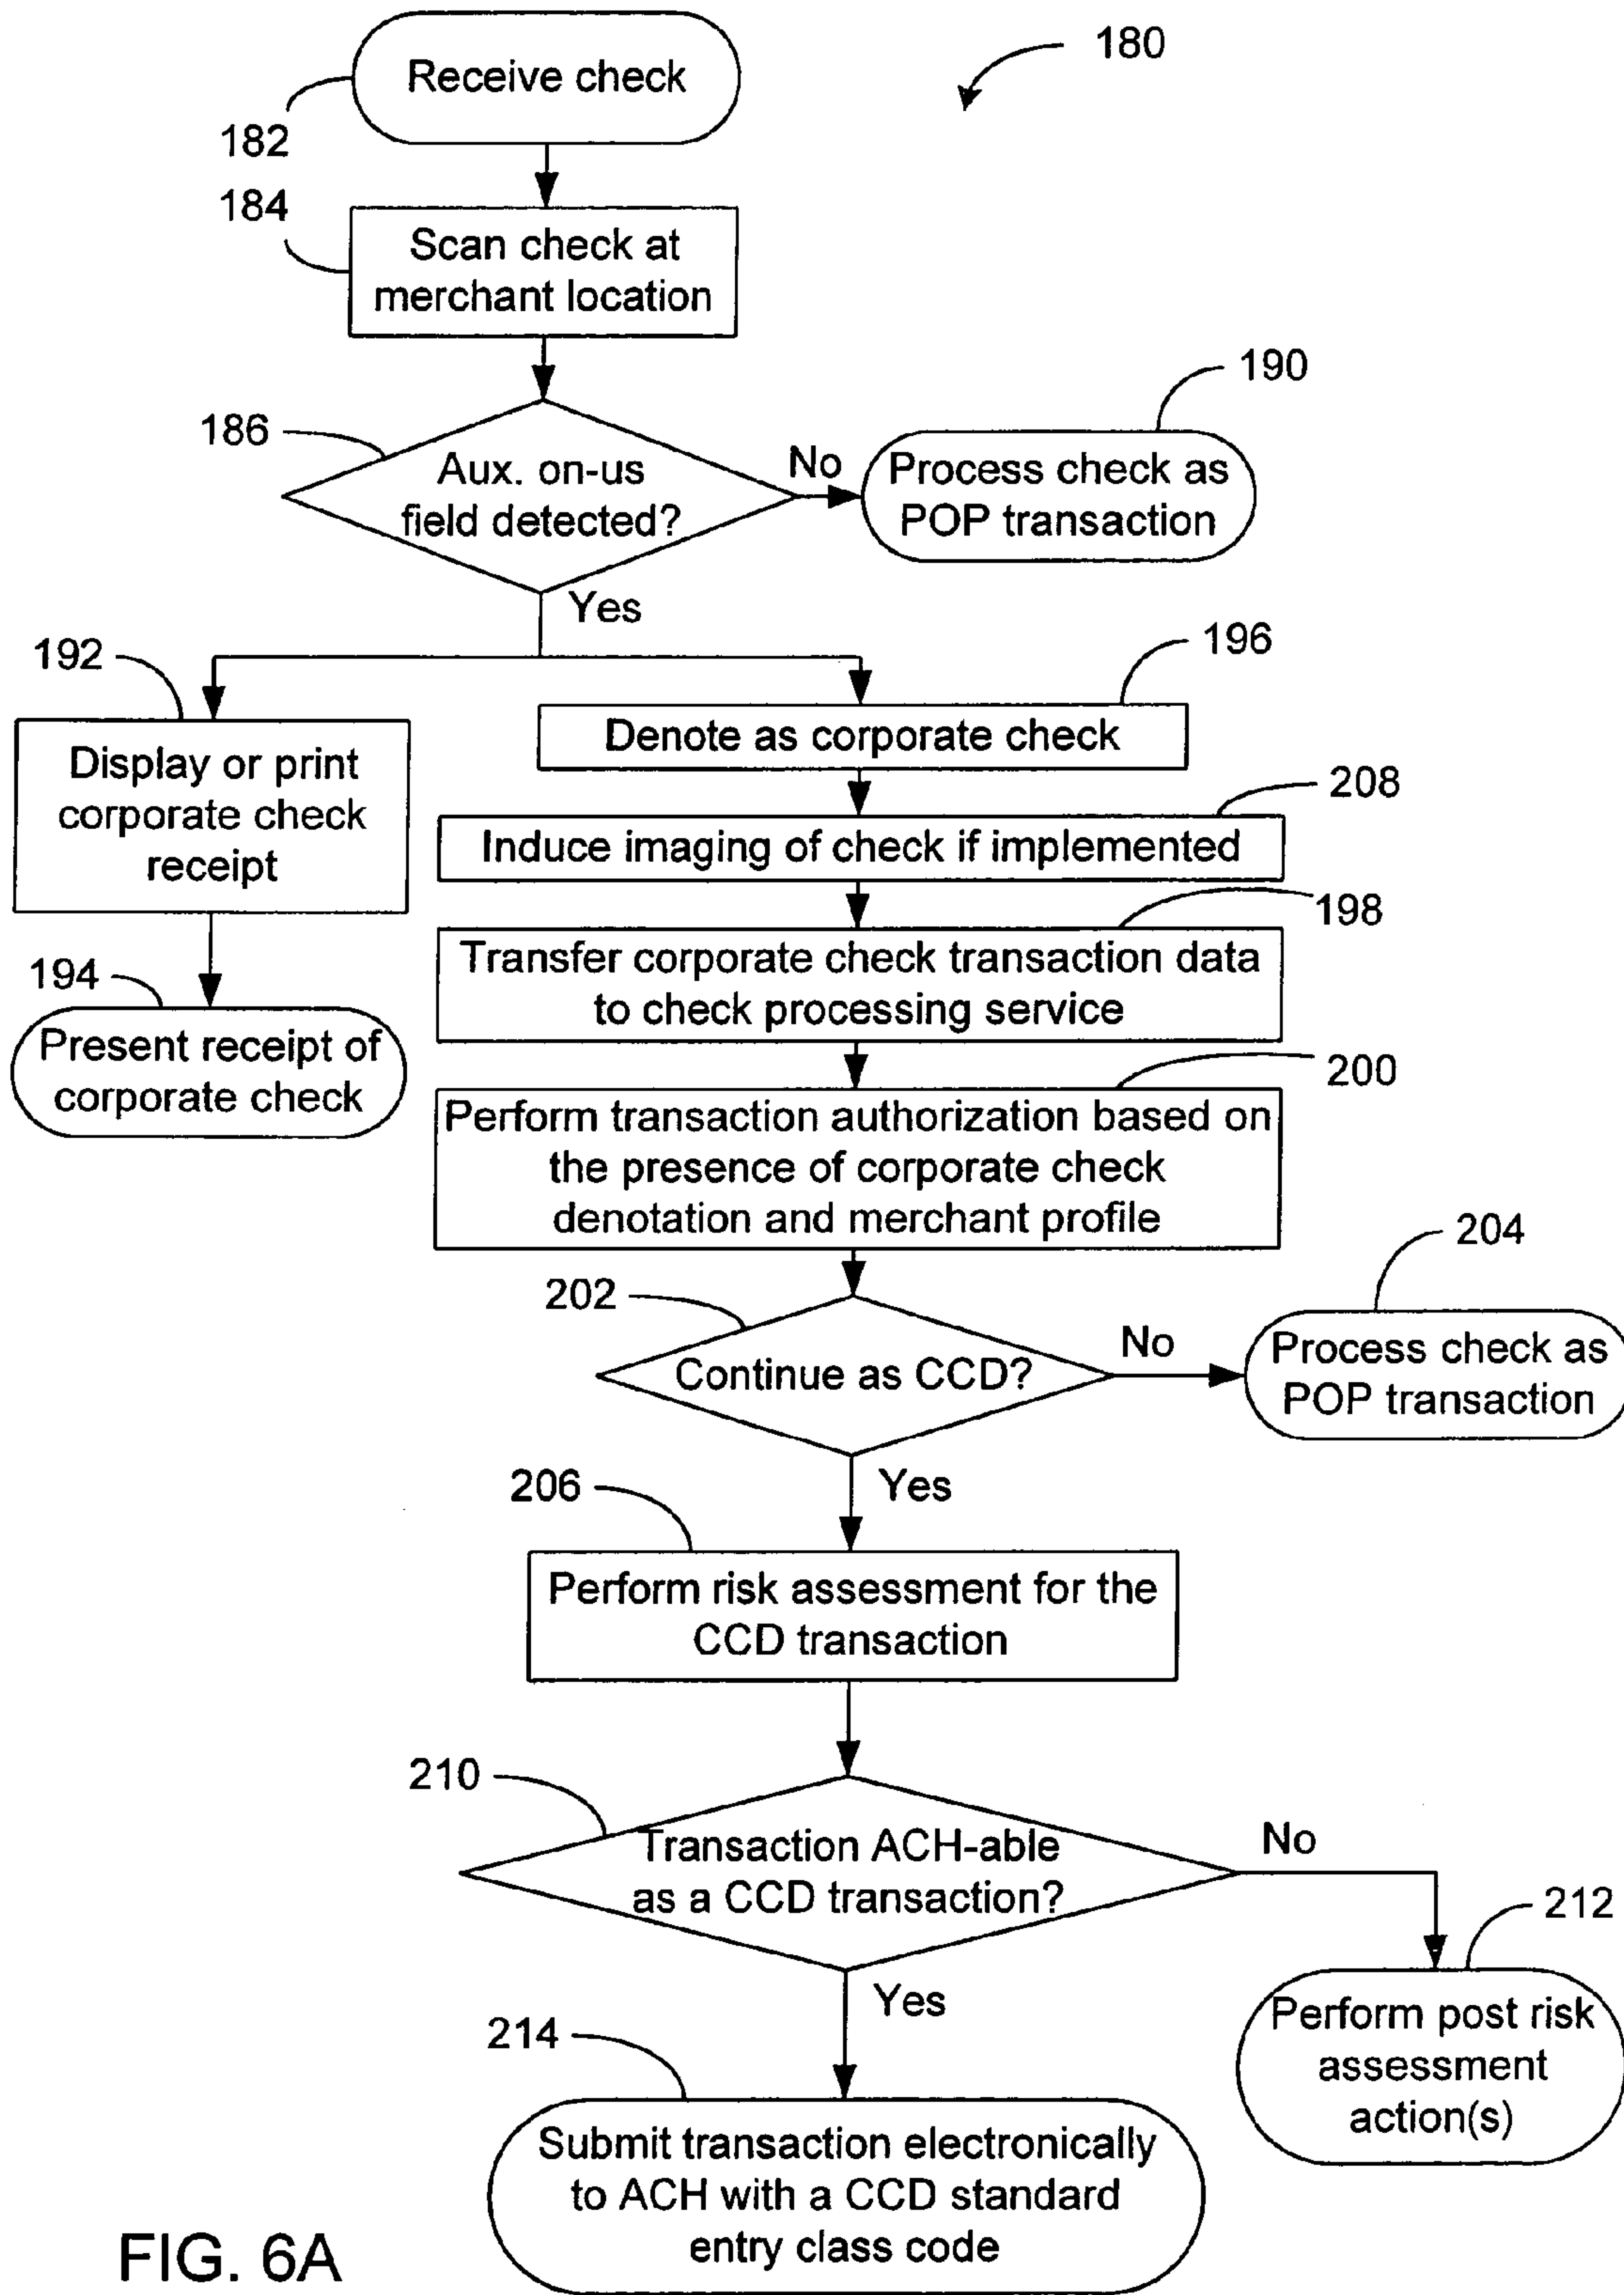 180
Receive check
182
184
Scan check at
merchant location
190
186
Aux. on-us
field detected?
No
Process check as
POP transaction
Yes
192
196
Display or print
corporate check
receipt
Denote as corporate check
208
Induce imaging of check if implemented
198
Transfer corporate check transaction data
to check processing service
194
Present receipt of
corporate check
200
Perform transaction authorization based on
the presence of corporate check
denotation and merchant profile
204
202
Continue as CCD?
No
Process check as
POP transaction
Yes
206
Perform risk assessment for the
CCD transaction
210
Transaction ACH-able
as a CCD transaction?
No
212
Yes
Perform post risk
assessment
action(s)
214
Submit transaction electronically
to ACH with a CCD standard
entry class code
FIG. 6A